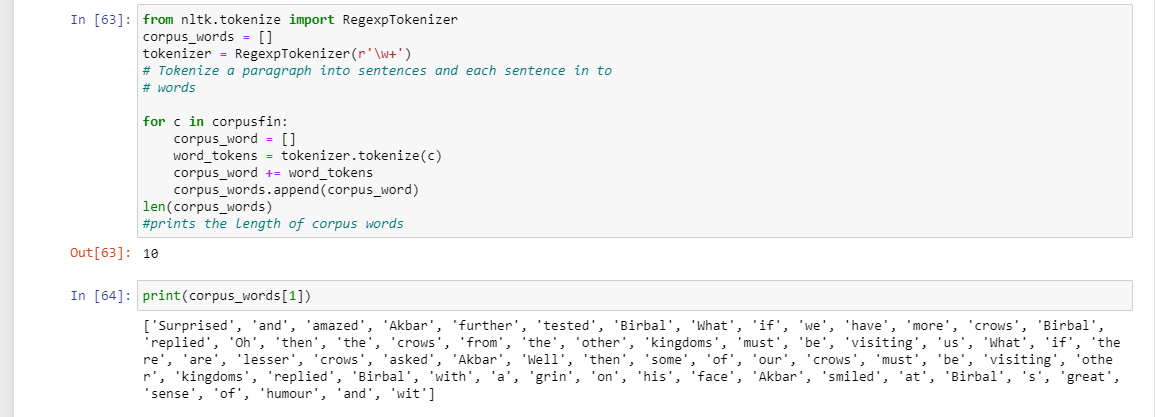 In [63]: from nltk.tokenize import RegexpTokenizer
corpus_words = []
tokenizer = RegexpTokenizer(r'\w+')
# Tokenize a paragraph into sentences and each sentence in to
# words

for c in corpusfin:
    corpus_word = []
    word_tokens = tokenizer.tokenize(c)
    corpus_word += word_tokens
    corpus_words.append(corpus_word)
len(corpus_words)
#prints the length of corpus words
Out[63]: 10
In [64]: print(corpus_words[1])
['Surprised', 'and', 'amazed', 'Akbar', 'further', 'tested', 'Birbal', 'What', 'if', 'we', 'have', 'more', 'crows', 'Birbal',
'replied', 'Oh', 'then', 'the', 'crows', 'from', 'the', 'other', 'kingdoms', 'must', 'be', 'visiting', 'us', 'What', 'if', 'the
re', 'are', 'lesser', 'crows', 'asked', 'Akbar', 'Well', 'then', 'some', 'of', 'our', 'crows', 'must', 'be', 'visiting', 'othe
r', 'kingdoms', 'replied', 'Birbal', 'with', 'a', 'grin', 'on', 'his', 'face', 'Akbar', 'smiled', 'at', 'Birbal', 's', 'great',
'sense', 'of', 'humour', 'and', 'wit']